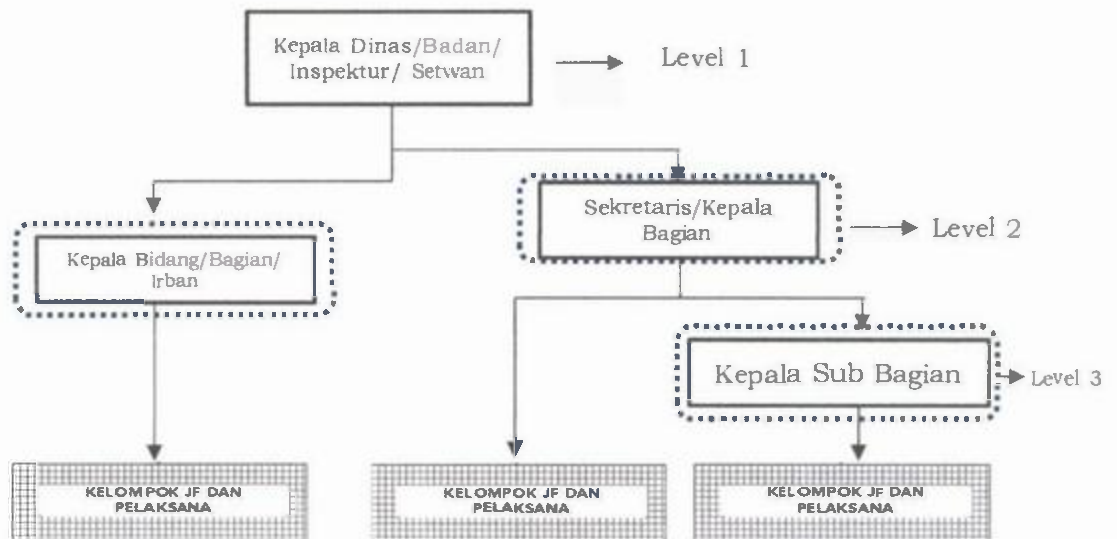 Kepala Dinas/Badan/
Inspektur/ Setwan
Level 1
Sekretaris/Kepala
Bagian
Level 2
Kepala Bidang/Bagian/
Irban
Kepala Sub Bagian
Level 3
KELOMPOK JF DAN
PELAKSANA
KELOMPOK JF DAN
PELAKSANA
KELOMPOK JF DAN
PELAKSANA